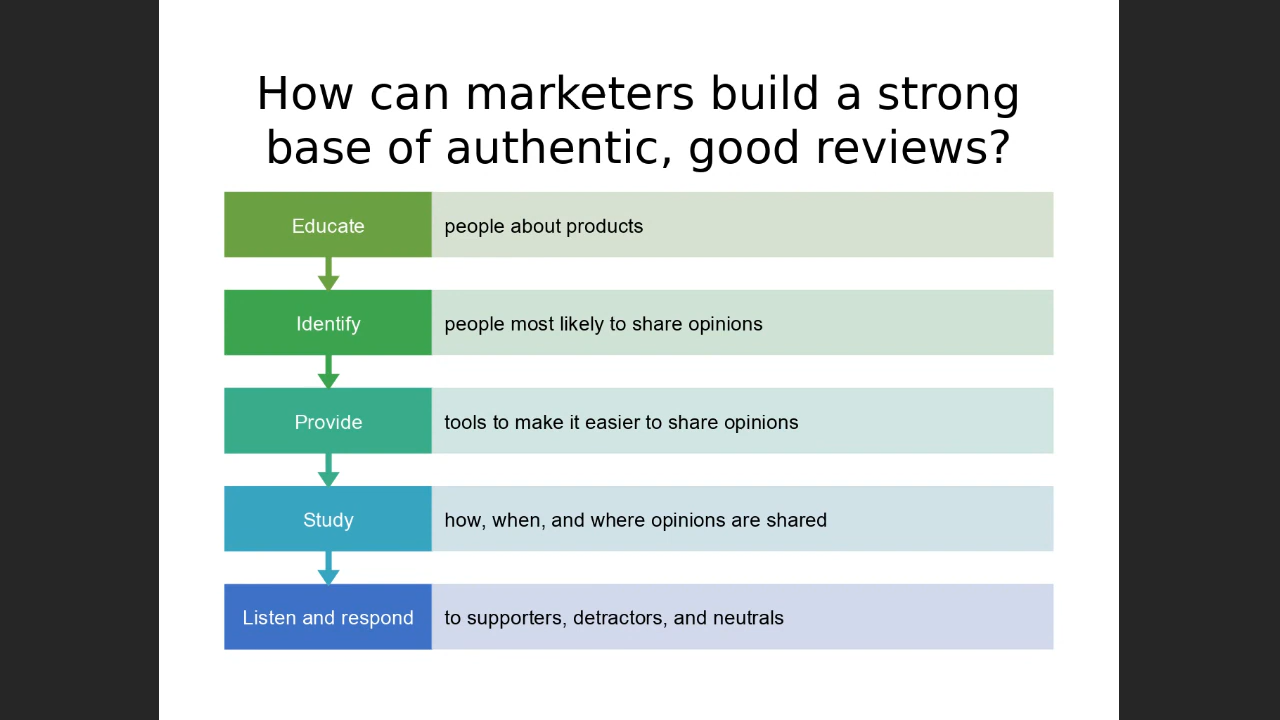 How can marketers build a strong
base of authentic, good reviews?
Educate
people about products
Identify
people most likely to share opinions
Provide
tools to make it easier to share opinions
Study
how, when, and where opinions are shared
Listen and respond
to supporters, detractors, and neutrals